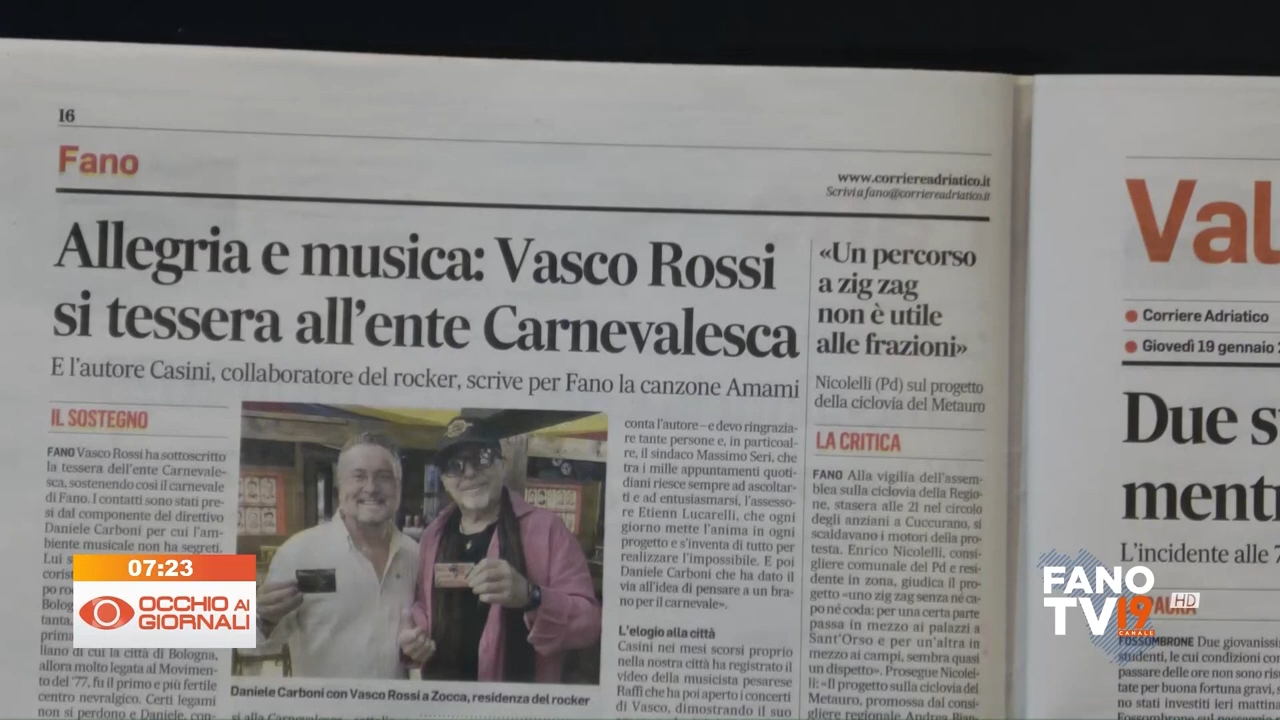 16
Fano
www.corriereadriatico.it
Scrivi a fano@corriereadriatico.it
Allegria e musica: Vasco Rossi
si tessera all'ente Carnevalesca
E l'autore Casini, collaboratore del rocker, scrive per Fano la canzone Amami
IL SOSTEGNO
FANO Vasco Rossi ha sottoscritto
la tessera dell'ente Carnevale-
sca, sostenendo così il carnevale
di Fano. I contatti sono stati pre-
si dal componente del direttivo
Daniele Carboni per cui l'am-
biente musicale non ha segreti.
Lui s
corist
po ro
Bolog
tanta.
prima
liano di cui la città di Bologna,
allora molto legata al Movimen-
to del '77, fu il primo e più fertile
centro nevralgico. Certi legami
non si perdono e Daniele, con-
Daniele Carboni con Vasco Rossi a Zocca, residenza del rocker
si alla Carnevalesca
conta l'autore – e devo ringrazia-
re tante persone e, in particola-
re, il sindaco Massimo Seri, che
tra i mille appuntamenti quoti-
diani riesce sempre ad ascoltar-
ti e ad entusiasmarsi, l'assesso-
re Etienn Lucarelli, che ogni
giorno mette l'anima in ogni
progetto e s'inventa di tutto per
realizzare l'impossibile. E poi
Daniele Carboni che ha dato il
via all'idea di pensare a un bra-
no per il carnevale».
L'elogio alla città
Casini nei mesi scorsi proprio
nella nostra città ha registrato il
video della musicista pesarese
Raffi che ha poi aperto i concerti
di Vasco, dimostrando il suo
«Un percorso
a zig zag
non è utile
alle frazioni»
Nicolelli (Pd) sul progetto
della ciclovia del Metauro
LA CRITICA
FANO Alla vigilia dell'assem-
blea sulla ciclovia della Regio-
ne, stasera alle 21 nel circolo
degli anziani a Cuccurano, si
scaldavano i motori della pro-
testa. Enrico Nicolelli, consi-
gliere comunale del Pd e resi-
dente in zona, giudica il pro-
getto «uno zig zag senza né ca-
po né coda: per una certa parte
passa in mezzo ai palazzi a
Sant'Orso e per un'altra in
mezzo ai campi, sembra quasi
un dispetto». Prosegue Nicolel-
li: «Il progetto sulla ciclovia del
Metauro, promossa dal consi-
gliere regionale Andrea Bian-
Val
Corriere Adriatico
Giovedì 19 gennaio
Due s
mentr
L'incidente alle 7
FOSSOMBRONE Due giovanissi
studenti, le cui condizioni con
passare delle ore non sono ris
tate per buona fortuna gravi, s
no stati investiti ieri mattina
07:23
OCCHIO AI
GIORNALI
FANO
TV19 HD
CANALE